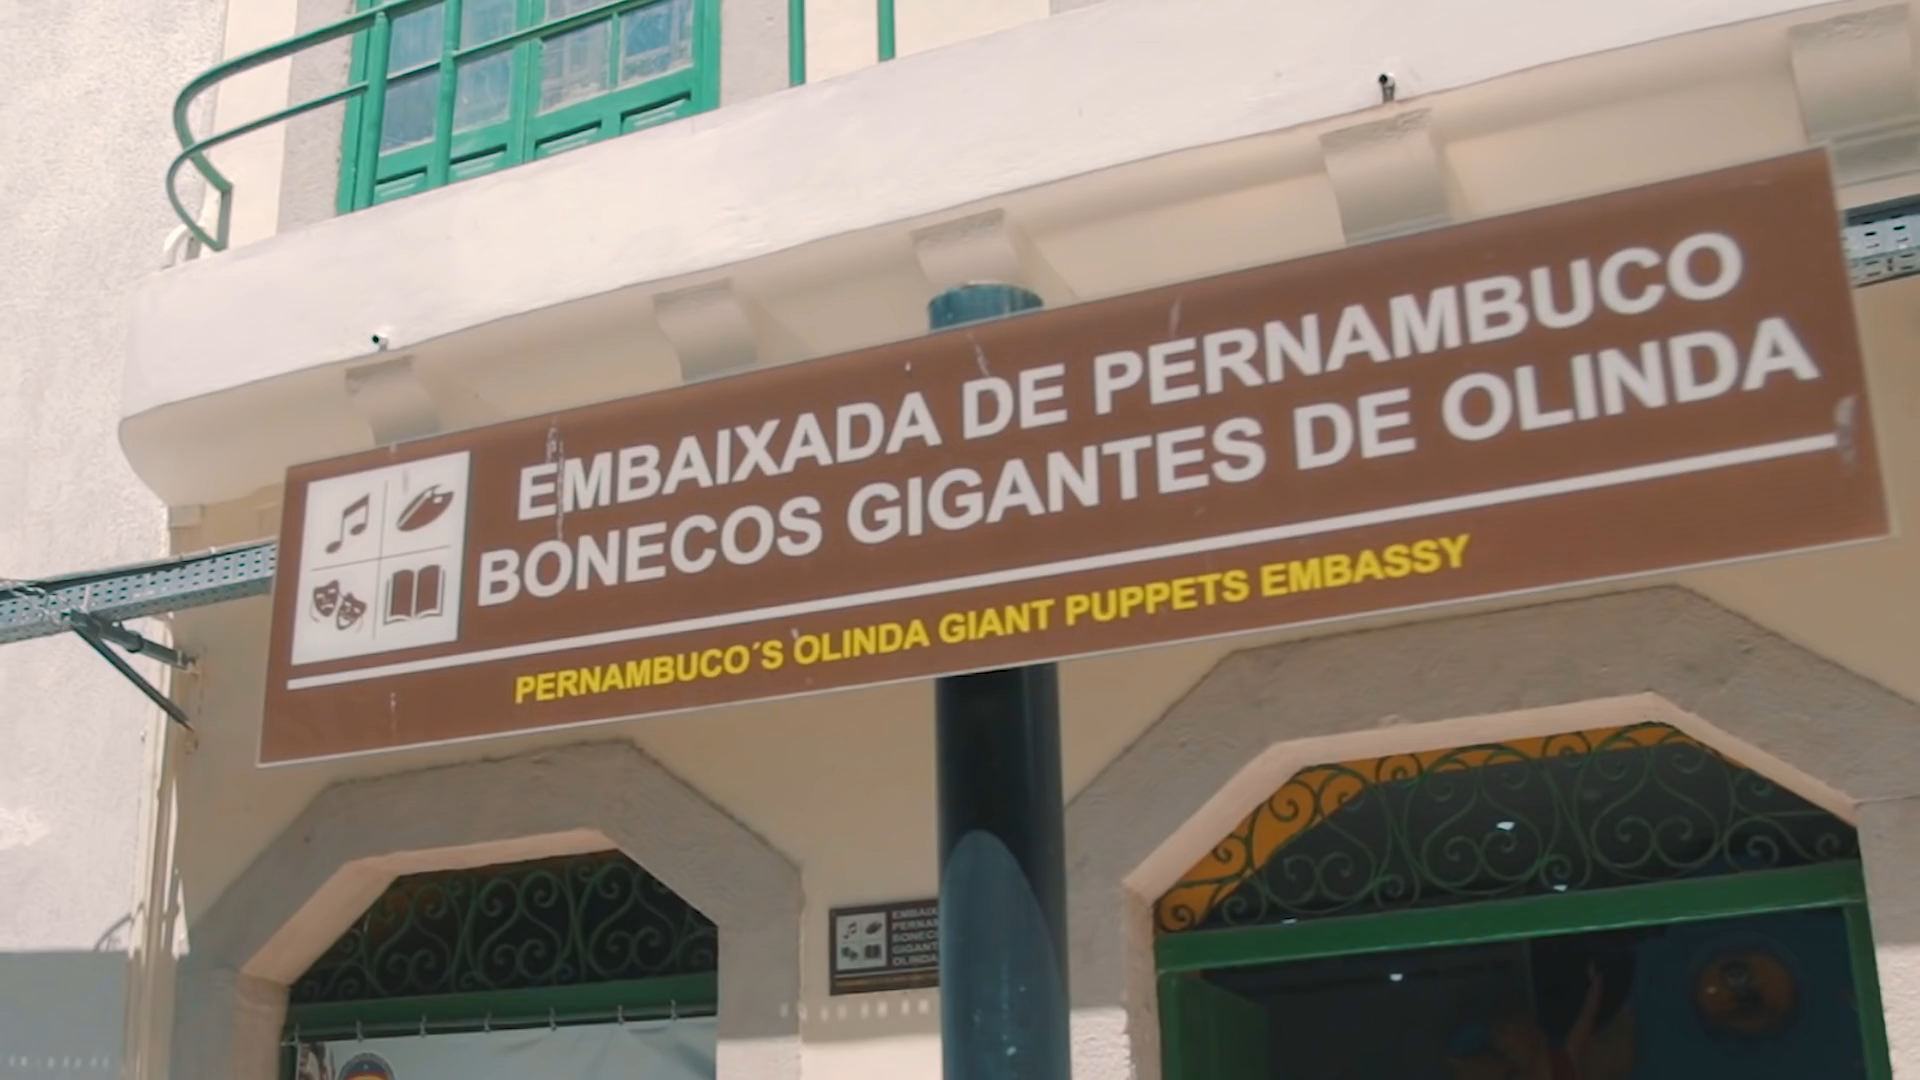 EMBAIXADA DE PERNAMBUCO
BONECOS GIGANTES DE OLINDA
PERNAMBUCO´S OLINDA GIANT PUPPETS EMBASSY